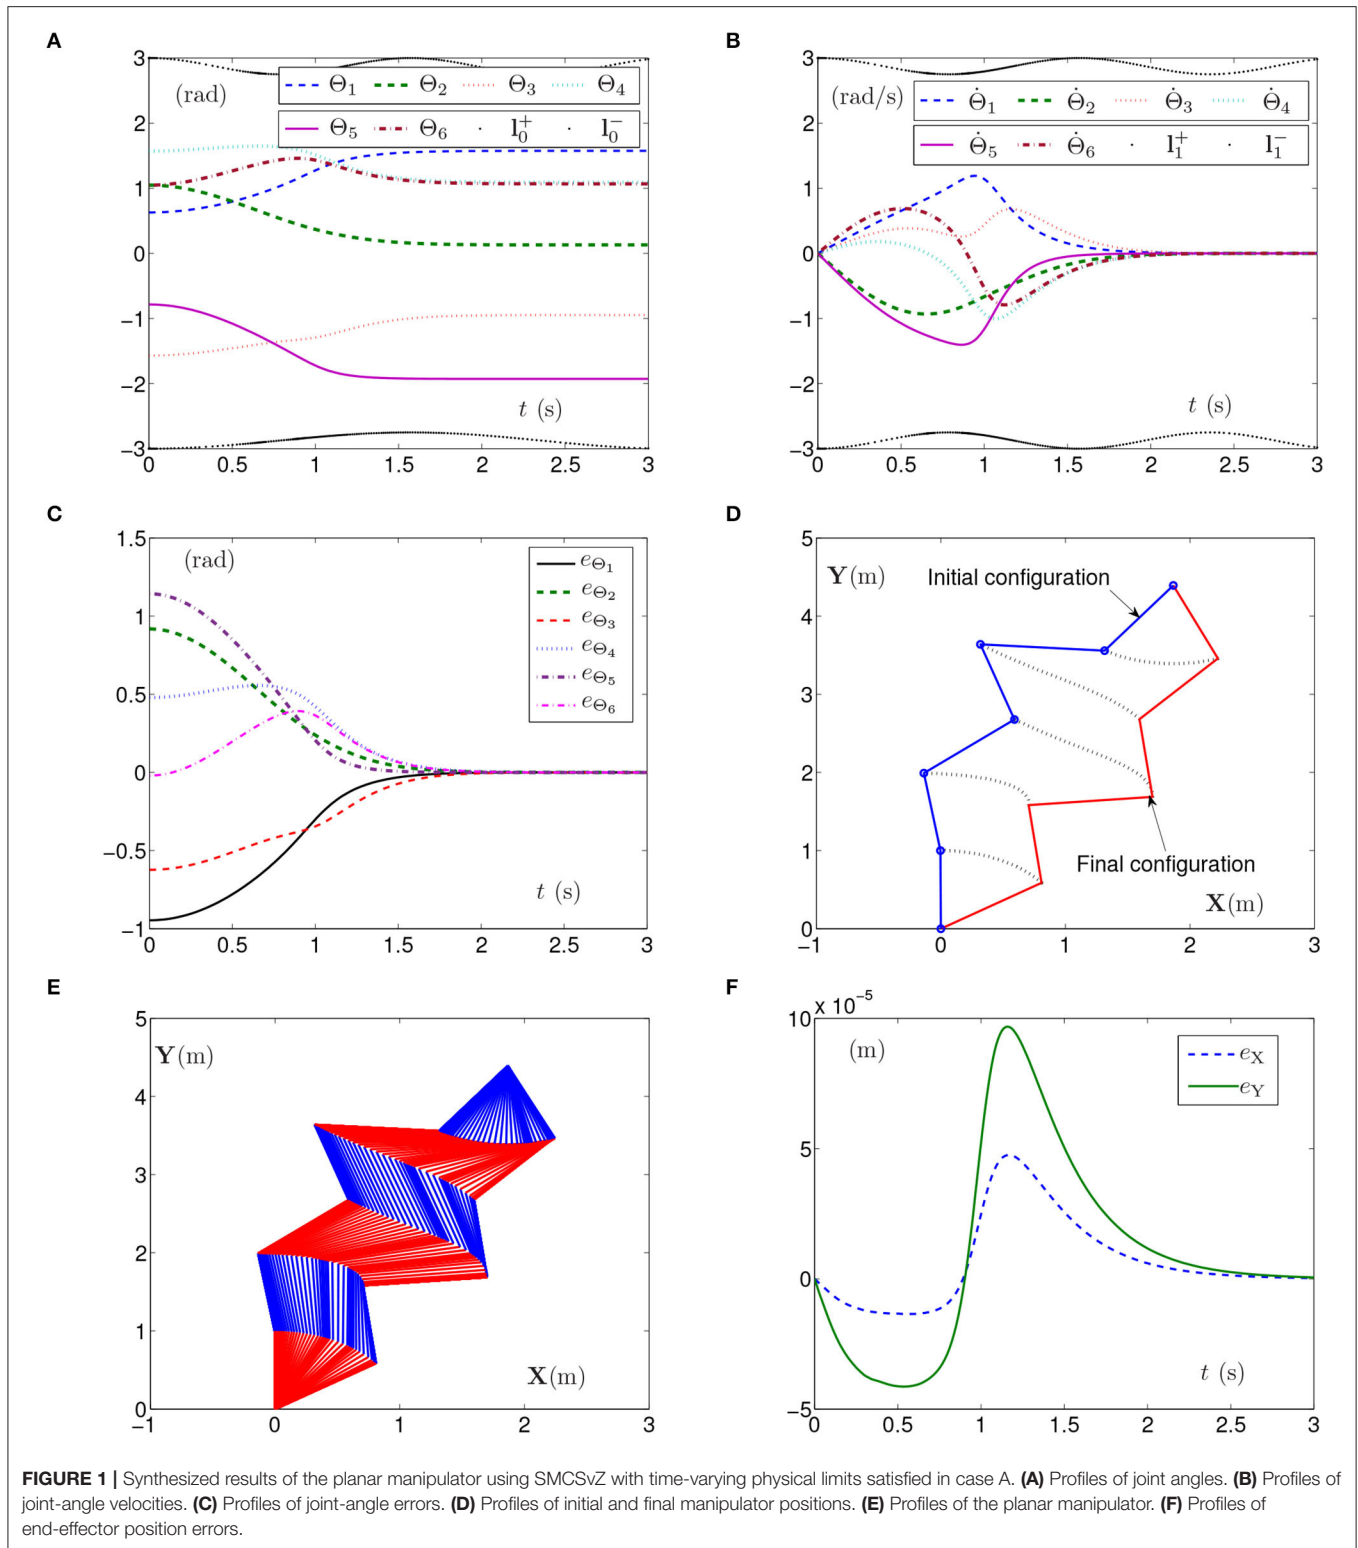 A
3
2
1
0
−1
−2
−3
0 0.5 1 1.5 2 2.5 3
(rad)
Θ₁ Θ₂ Θ₃ Θ₄
Θ₅ Θ₆ l₀⁺ l₀⁻
t (s)
B
3
2
1
0
−1
−2
−3
0 0.5 1 1.5 2 2.5 3
(rad/s)
Θ̇₁ Θ̇₂ Θ̇₃ Θ̇₄
Θ̇₅ Θ̇₆ l₁⁺ l₁⁻
t (s)
C
1.5
1
0.5
0
−0.5
−1
0 0.5 1 1.5 2 2.5 3
(rad)
e_Θ₁
e_Θ₂
e_Θ₃
e_Θ₄
e_Θ₅
e_Θ₆
t (s)
D
5
4
3
2
1
0
−1 0 1 2 3
Y(m)
Initial configuration
Final configuration
X(m)
E
5
4
3
2
1
0
−1 0 1 2 3
Y(m)
X(m)
F
10 x 10⁻⁵
5
0
−5
0 0.5 1 1.5 2 2.5 3
(m)
e_X
e_Y
t (s)
FIGURE 1 | Synthesized results of the planar manipulator using SMCSvZ with time-varying physical limits satisfied in case A. (A) Profiles of joint angles. (B) Profiles of
joint-angle velocities. (C) Profiles of joint-angle errors. (D) Profiles of initial and final manipulator positions. (E) Profiles of the planar manipulator. (F) Profiles of
end-effector position errors.